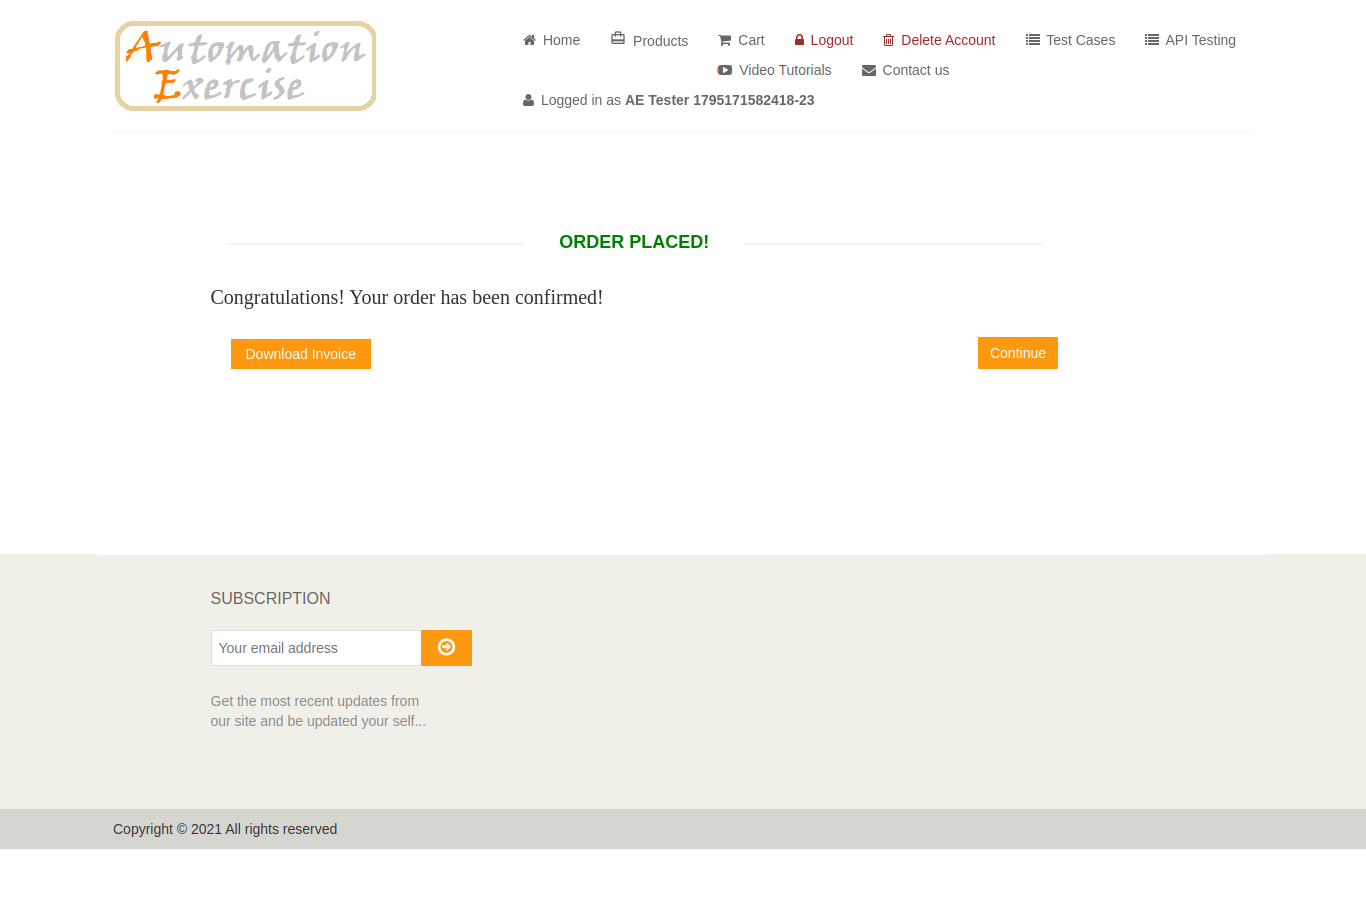 Automation
Exercise
Home Products Cart Logout Delete Account Test Cases API Testing
Video Tutorials Contact us
Logged in as AE Tester 1795171582418-23
ORDER PLACED!
Congratulations! Your order has been confirmed!
Download Invoice Continue
SUBSCRIPTION
Your email address
Get the most recent updates from
our site and be updated your self...
Copyright © 2021 All rights reserved